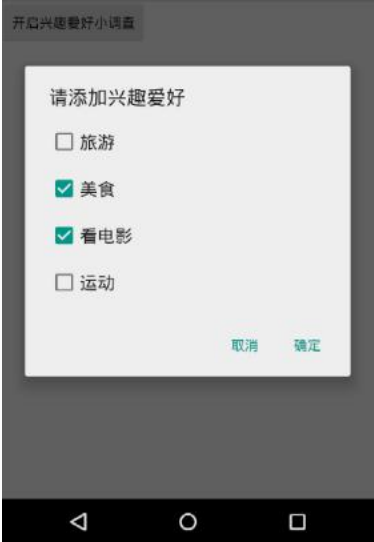 开启兴趣爱好小调查
请添加兴趣爱好
旅游
美食
看电影
运动
取消 确定